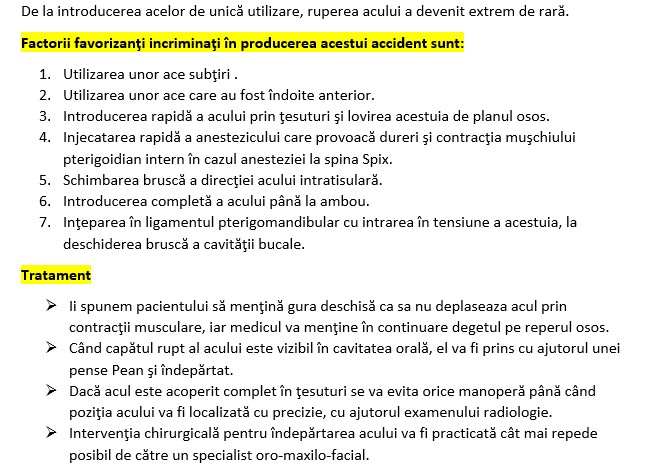 De la introducerea acelor de unică utilizare, ruperea acului a devenit extrem de rară.
Factorii favorizanţi incriminaţi în producerea acestui accident sunt:
1. Utilizarea unor ace subţiri .
2. Utilizarea unor ace care au fost îndoite anterior.
3. Introducerea rapidă a acului prin ţesuturi şi lovirea acestuia de planul osos.
4. Injecatarea rapidă a anestezicului care provoacă dureri şi contracţia muşchiului
pterigoidian intern în cazul anesteziei la spina Spix.
5. Schimbarea bruscă a direcţiei acului intratisulară.
6. Introducerea completă a acului până la ambou.
7. Inţeparea în ligamentul pterigomandibular cu intrarea în tensiune a acestuia, la
deschiderea bruscă a cavităţii bucale.
Tratament
➢ Ii spunem pacientului să menţină gura deschisă ca sa nu deplaseaza acul prin
contracţii musculare, iar medicul va menţine în continuare degetul pe reperul osos.
➢ Când capătul rupt al acului este vizibil în cavitatea orală, el va fi prins cu ajutorul unei
pense Pean şi îndepărtat.
➢ Dacă acul este acoperit complet în ţesuturi se va evita orice manoperă până când
poziţia acului va fi localizată cu precizie, cu ajutorul examenului radiologie.
➢ Intervenţia chirurgicală pentru îndepărtarea acului va fi practicată cât mai repede
posibil de către un specialist oro-maxilo-facial.